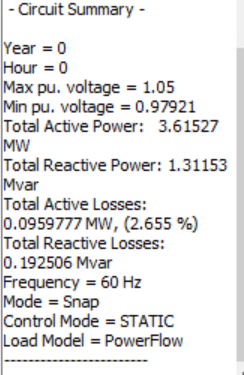 - Circuit Summary -
Year = 0
Hour = 0
Max pu. voltage = 1.05
Min pu. voltage = 0.97921
Total Active Power:   3.61527
MW
Total Reactive Power: 1.31153
Mvar
Total Active Losses:
0.0959777 MW, (2.655 %)
Total Reactive Losses:
0.192506 Mvar
Frequency = 60 Hz
Mode = Snap
Control Mode = STATIC
Load Model = PowerFlow
------------------------